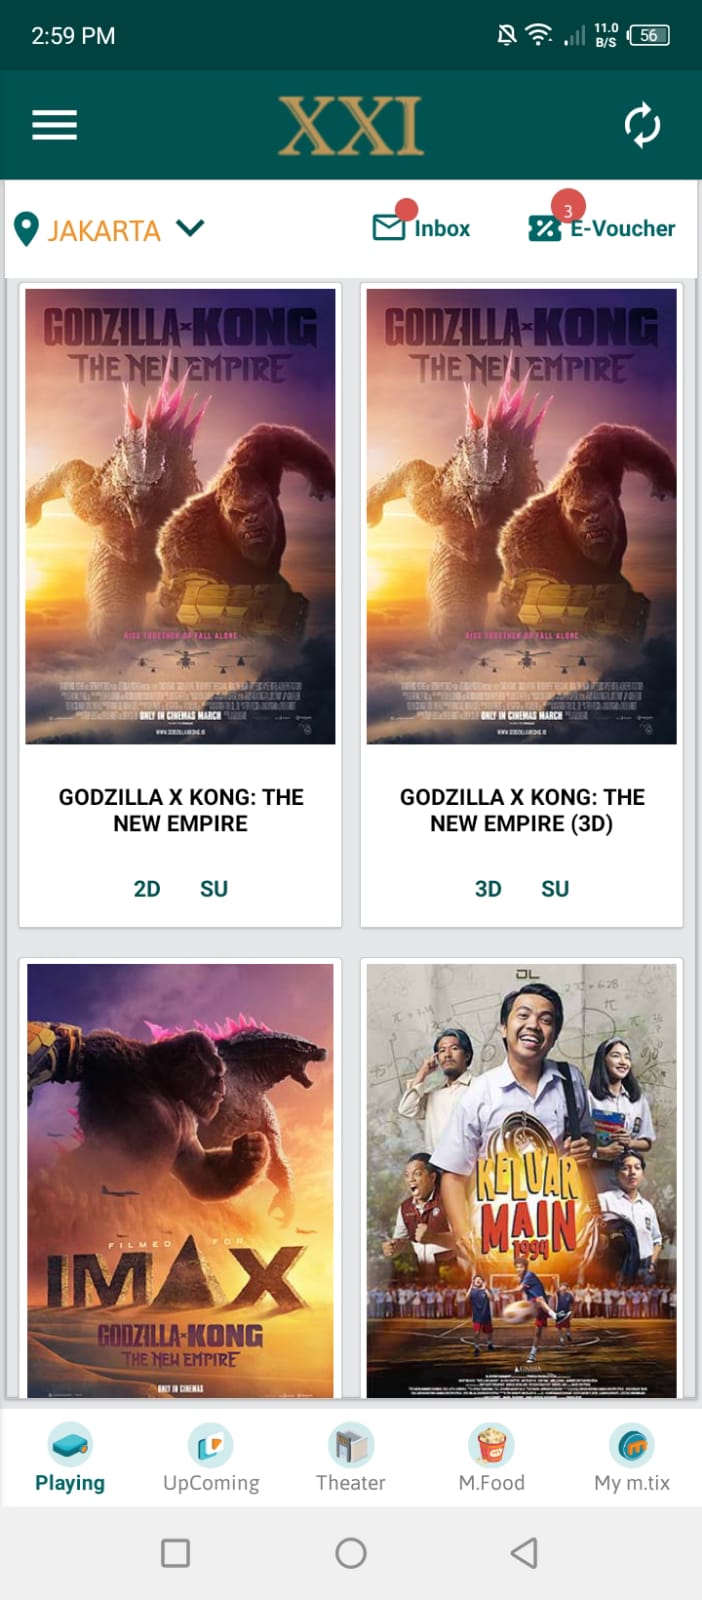 2:59 PM
11.0
B/S
56
XXI
JAKARTA
Inbox
3
E-Voucher
GODZILLA x KONG
THE NEW EMPIRE
RISE TOGETHER OR FALL ALONE
ONLY IN CINEMAS MARCH
GODZILLA X KONG: THE
NEW EMPIRE
2D SU
GODZILLA x KONG
THE NEW EMPIRE
RISE TOGETHER OR FALL ALONE
ONLY IN CINEMAS MARCH
GODZILLA X KONG: THE
NEW EMPIRE (3D)
3D SU
FILMED FOR
IMAX
GODZILLA x KONG
THE NEW EMPIRE
ONLY IN CINEMAS
DL
KELUAR
MAIN
1994
Playing
UpComing
Theater
M.Food
My m.tix